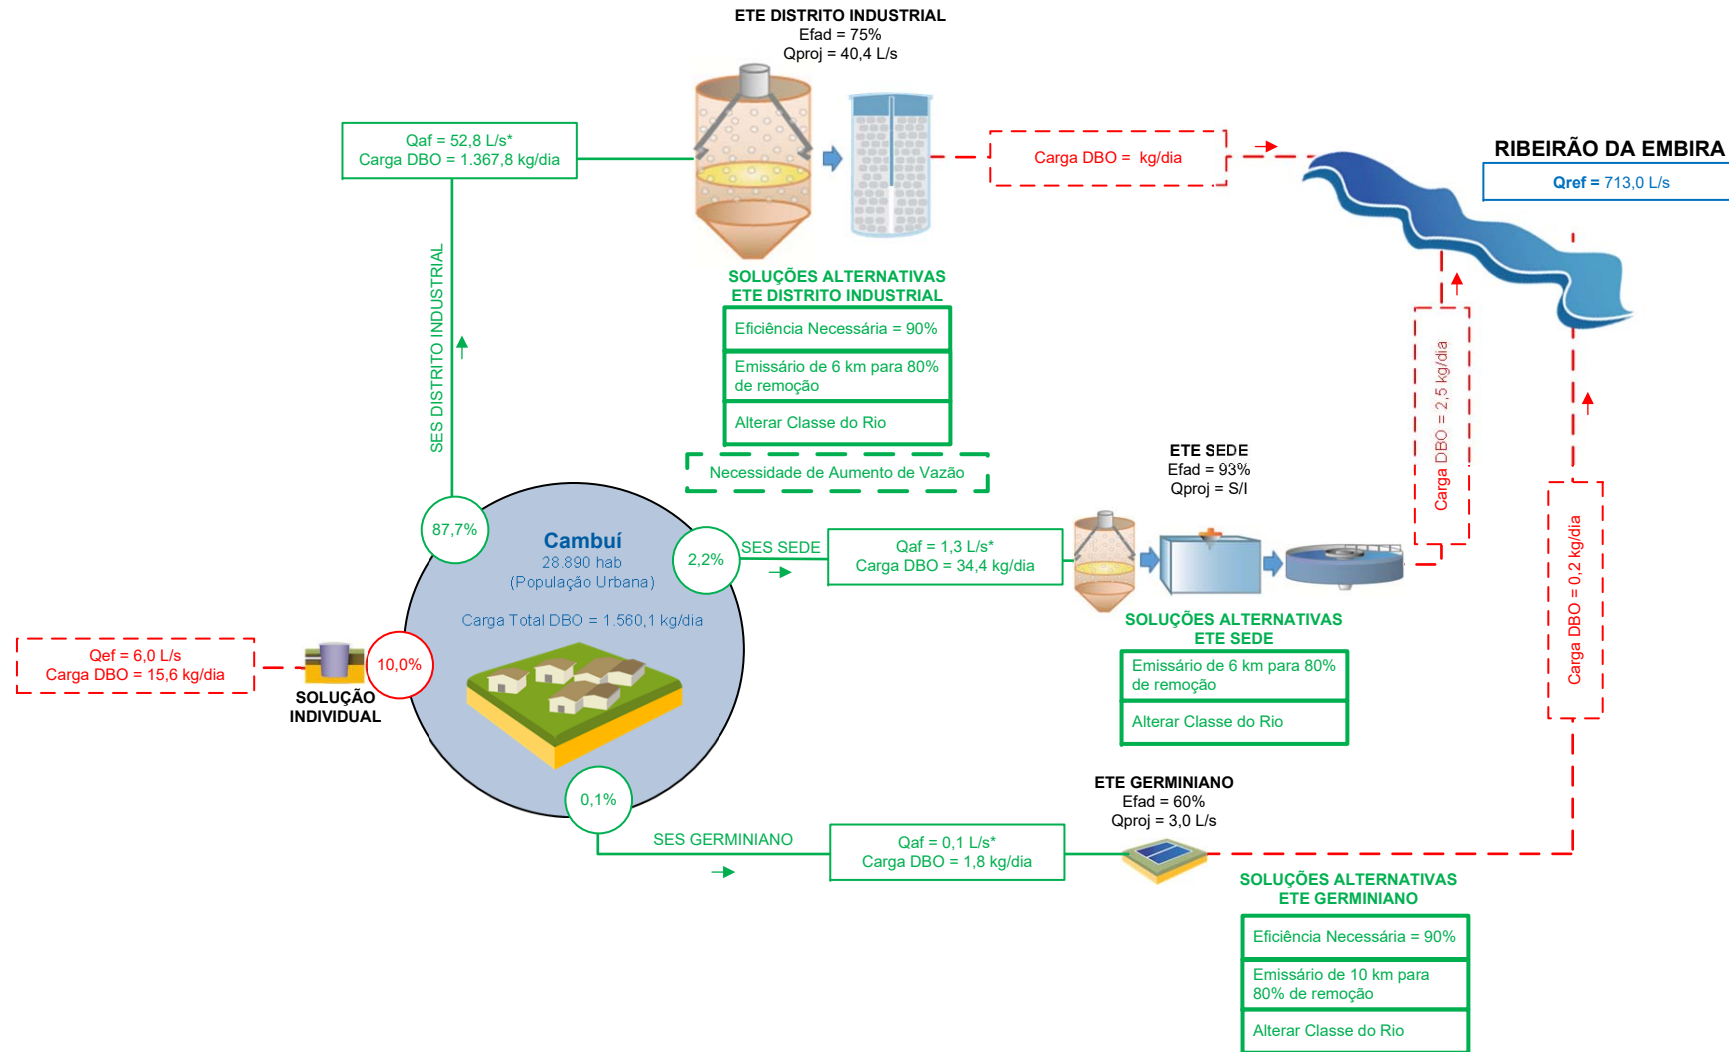 ETE DISTRITO INDUSTRIAL
Efad = 75%
Qproj = 40,4 L/s
Qaf = 52,8 L/s*
Carga DBO = 1.367,8 kg/dia
Carga DBO =  kg/dia
RIBEIRÃO DA EMBIRA
Qref = 713,0 L/s
SES DISTRITO INDUSTRIAL
SOLUÇÕES ALTERNATIVAS
ETE DISTRITO INDUSTRIAL
Eficiência Necessária = 90%
Emissário de 6 km para 80%
de remoção
Alterar Classe do Rio
Necessidade de Aumento de Vazão
Carga DBO = 2,5 kg/dia
ETE SEDE
Efad = 93%
Qproj = S/I
87,7%
Cambuí
28.890 hab
(População Urbana)
Carga Total DBO = 1.560,1 kg/dia
2,2%
SES SEDE
Qaf = 1,3 L/s*
Carga DBO = 34,4 kg/dia
Carga DBO = 0,2 kg/dia
SOLUÇÕES ALTERNATIVAS
ETE SEDE
Emissário de 6 km para 80%
de remoção
Alterar Classe do Rio
Qef = 6,0 L/s
Carga DBO = 15,6 kg/dia
10,0%
SOLUÇÃO
INDIVIDUAL
0,1%
SES GERMINIANO
Qaf = 0,1 L/s*
Carga DBO = 1,8 kg/dia
ETE GERMINIANO
Efad = 60%
Qproj = 3,0 L/s
SOLUÇÕES ALTERNATIVAS
ETE GERMINIANO
Eficiência Necessária = 90%
Emissário de 10 km para
80% de remoção
Alterar Classe do Rio